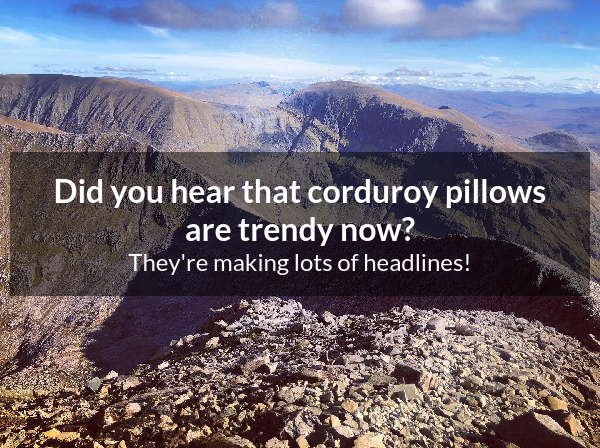 Did you hear that corduroy pillows
are trendy now?
They're making lots of headlines!